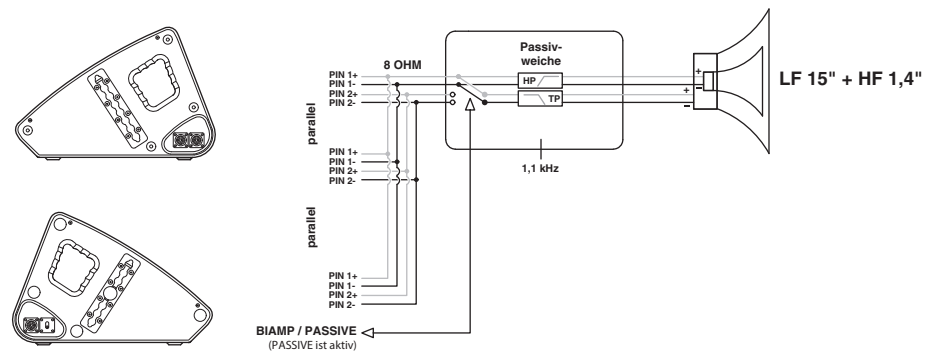 Passiv-
weiche
8 OHM
PIN 1+
PIN 1-
PIN 2+
PIN 2-
HP
TP
+
-
+
-
LF 15" + HF 1,4"
parallel
1,1 kHz
PIN 1+
PIN 1-
PIN 2+
PIN 2-
parallel
PIN 1+
PIN 1-
PIN 2+
PIN 2-
BIAMP / PASSIVE
(PASSIVE ist aktiv)